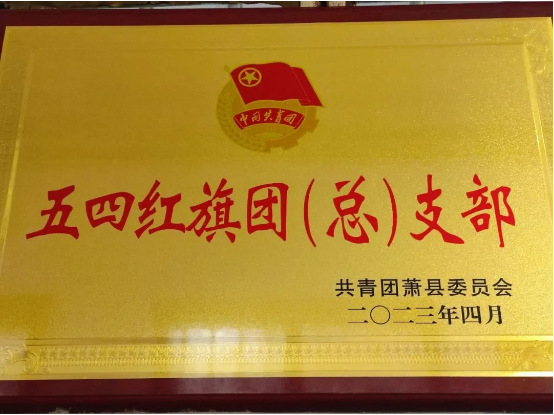 中国共青团
五四红旗团(总)支部
共青团萧县委员会
二〇二三年四月